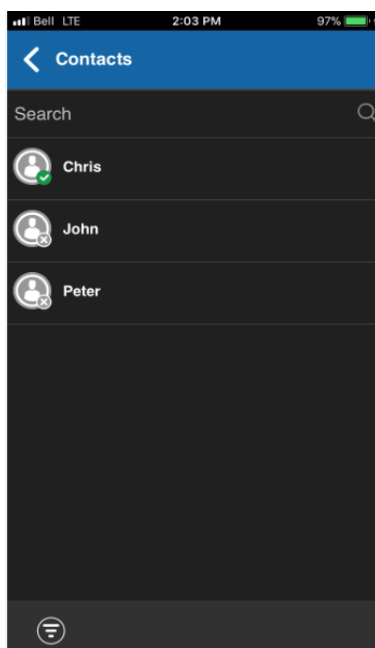 Bell LTE 2:03 PM 97%
Contacts
Search
Chris
John
Peter